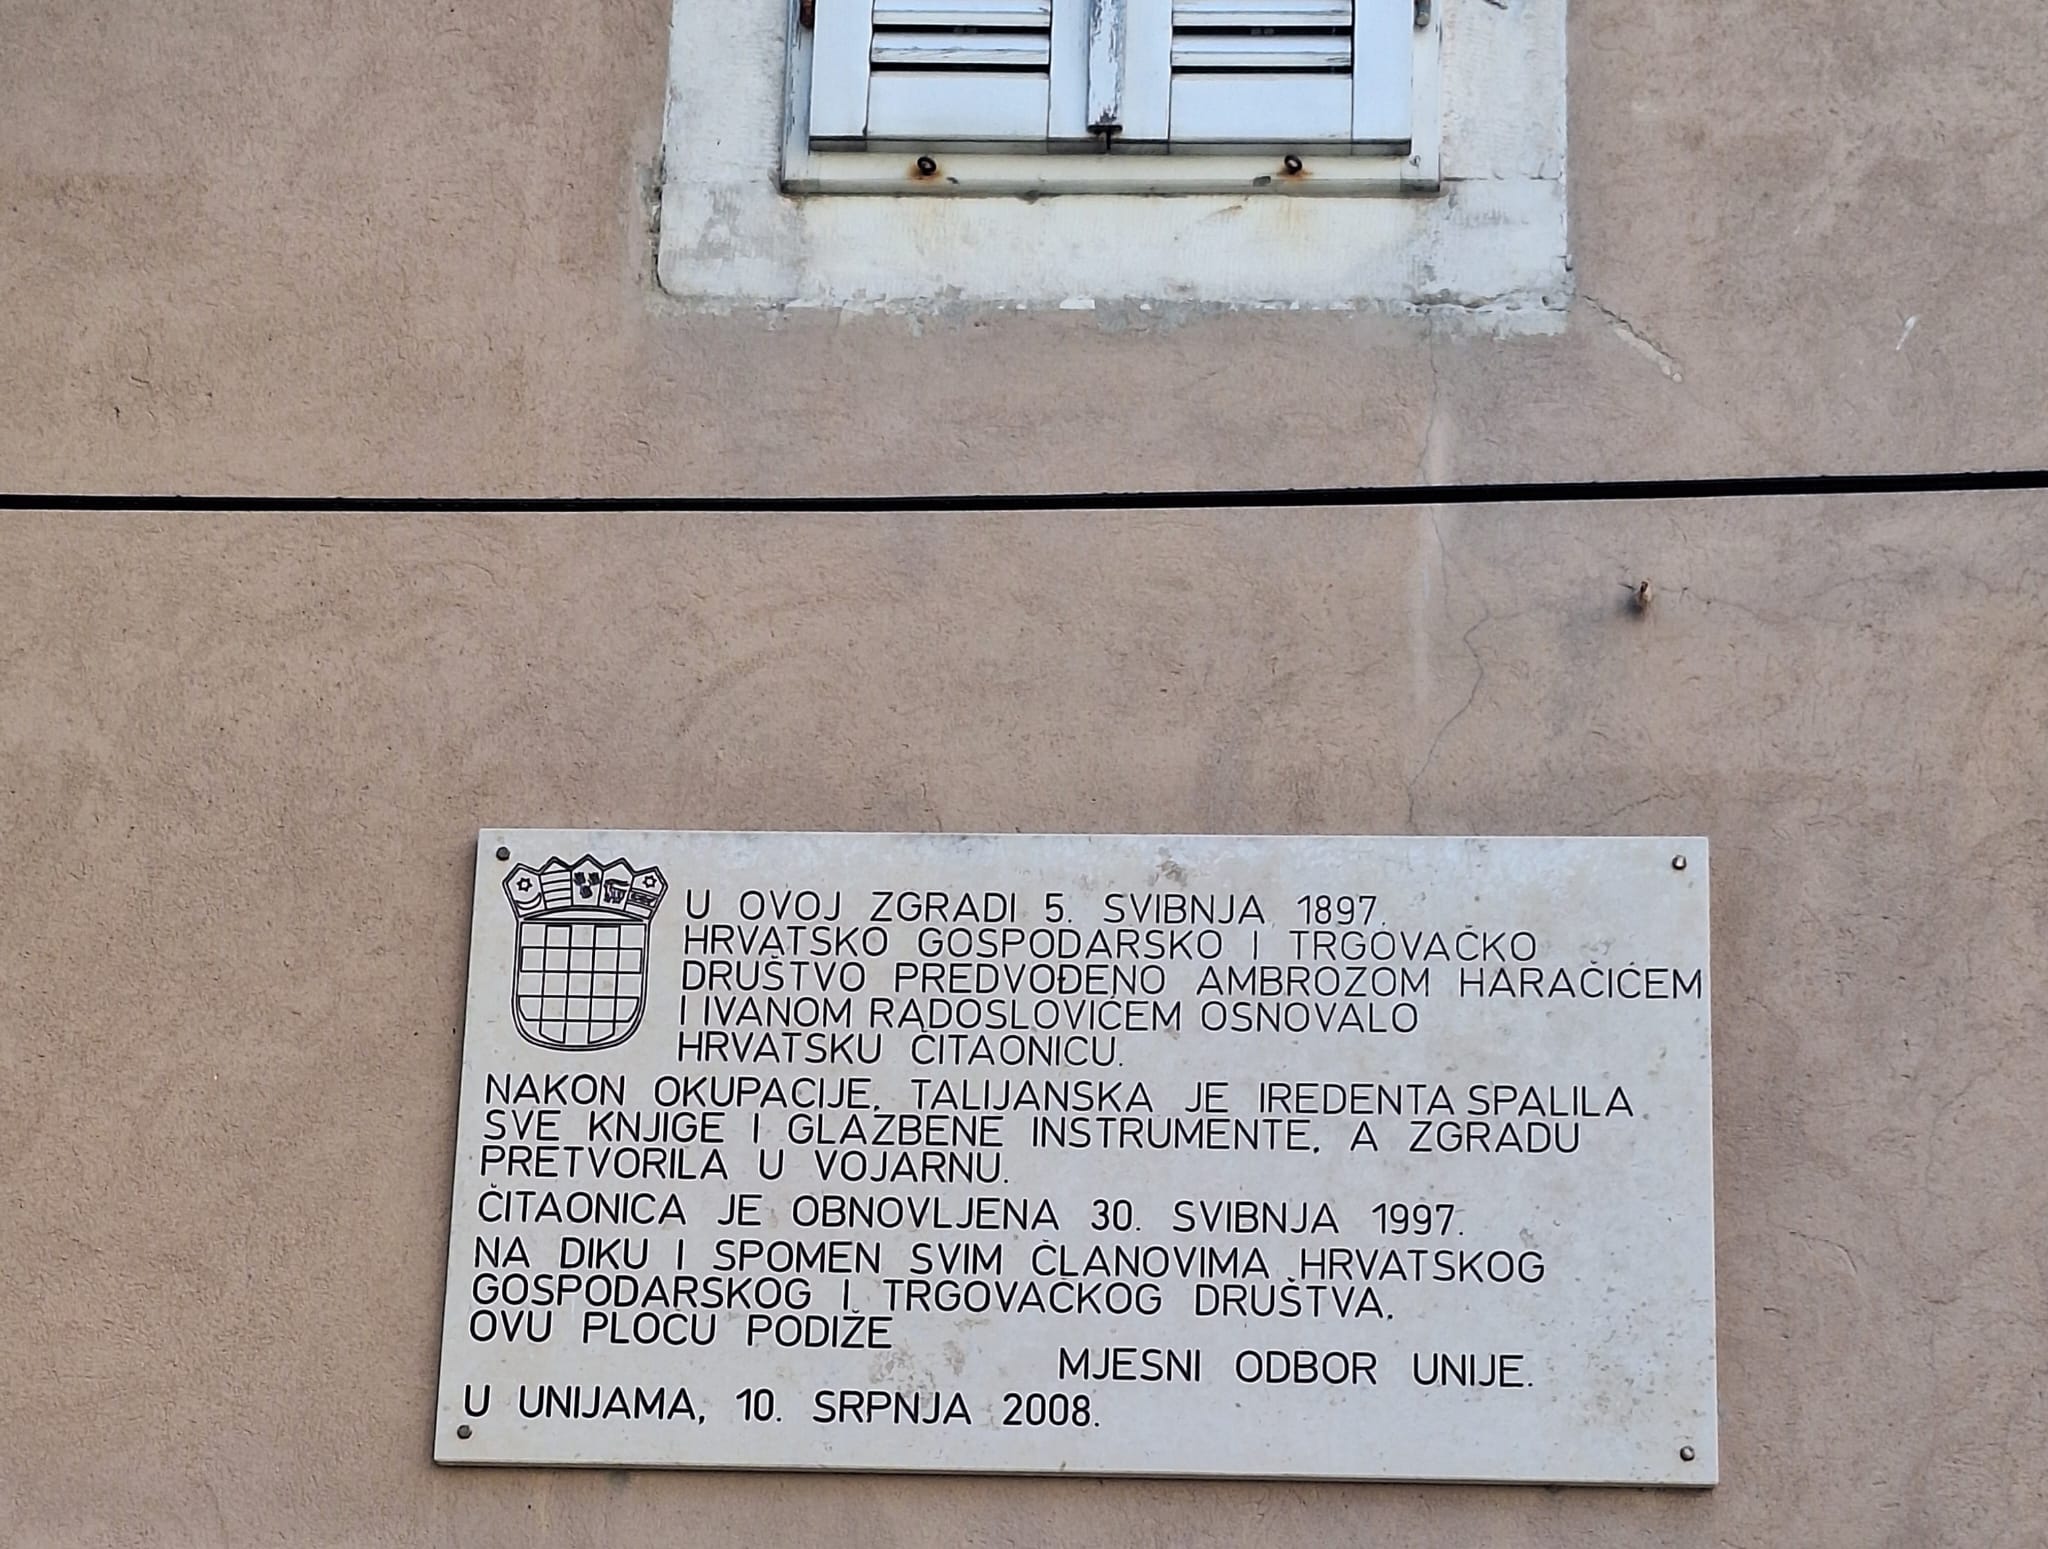 U OVOJ ZGRADI 5. SVIBNJA 1897.
HRVATSKO GOSPODARSKO I TRGOVAČKO
DRUŠTVO PREDVOĐENO AMBROZOM HARAČIĆEM
I IVANOM RADOSLOVIĆEM OSNOVALO
HRVATSKU ČITAONICU.
NAKON OKUPACIJE, TALIJANSKA JE IREDENTA SPALILA
SVE KNJIGE I GLAZBENE INSTRUMENTE, A ZGRADU
PRETVORILA U VOJARNU.
ČITAONICA JE OBNOVLJENA 30. SVIBNJA 1997.
NA DIKU I SPOMEN SVIM ČLANOVIMA HRVATSKOG
GOSPODARSKOG I TRGOVAČKOG DRUŠTVA,
OVU PLOČU PODIŽE
MJESNI ODBOR UNIJE.
U UNIJAMA, 10. SRPNJA 2008.